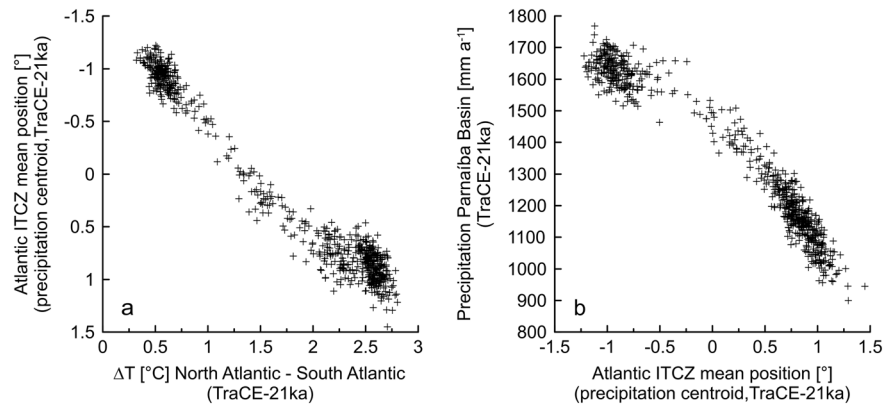 Atlantic ITCZ mean position [°]
(precipitation centroid,TraCE-21ka)
-1.5
-1
-0.5
0
0.5
1
1.5
a
0 0.5 1 1.5 2 2.5 3
ΔT [°C] North Atlantic - South Atlantic
(TraCE-21ka)
Precipitation Parnaíba Basin [mm a⁻¹]
(TraCE-21ka)
1800
1700
1600
1500
1400
1300
1200
1100
1000
900
800
b
-1.5 -1 -0.5 0 0.5 1 1.5
Atlantic ITCZ mean position [°]
(precipitation centroid,TraCE-21ka)